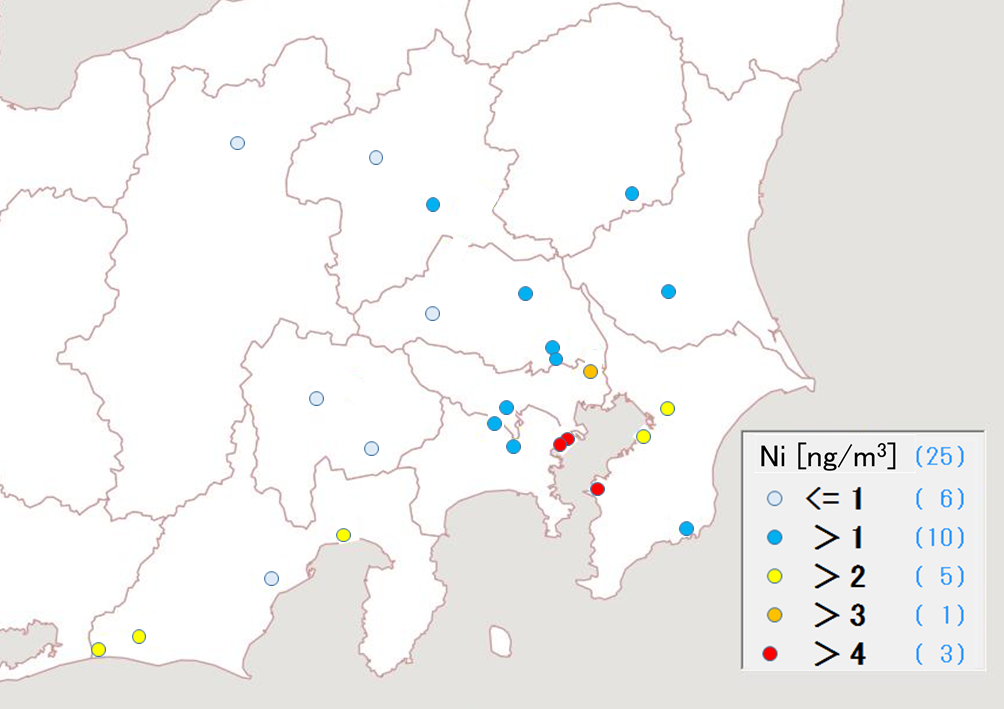 Ni [ng/m³] (25)
<= 1 ( 6)
＞ 1 (10)
＞ 2 ( 5)
＞ 3 ( 1)
＞ 4 ( 3)